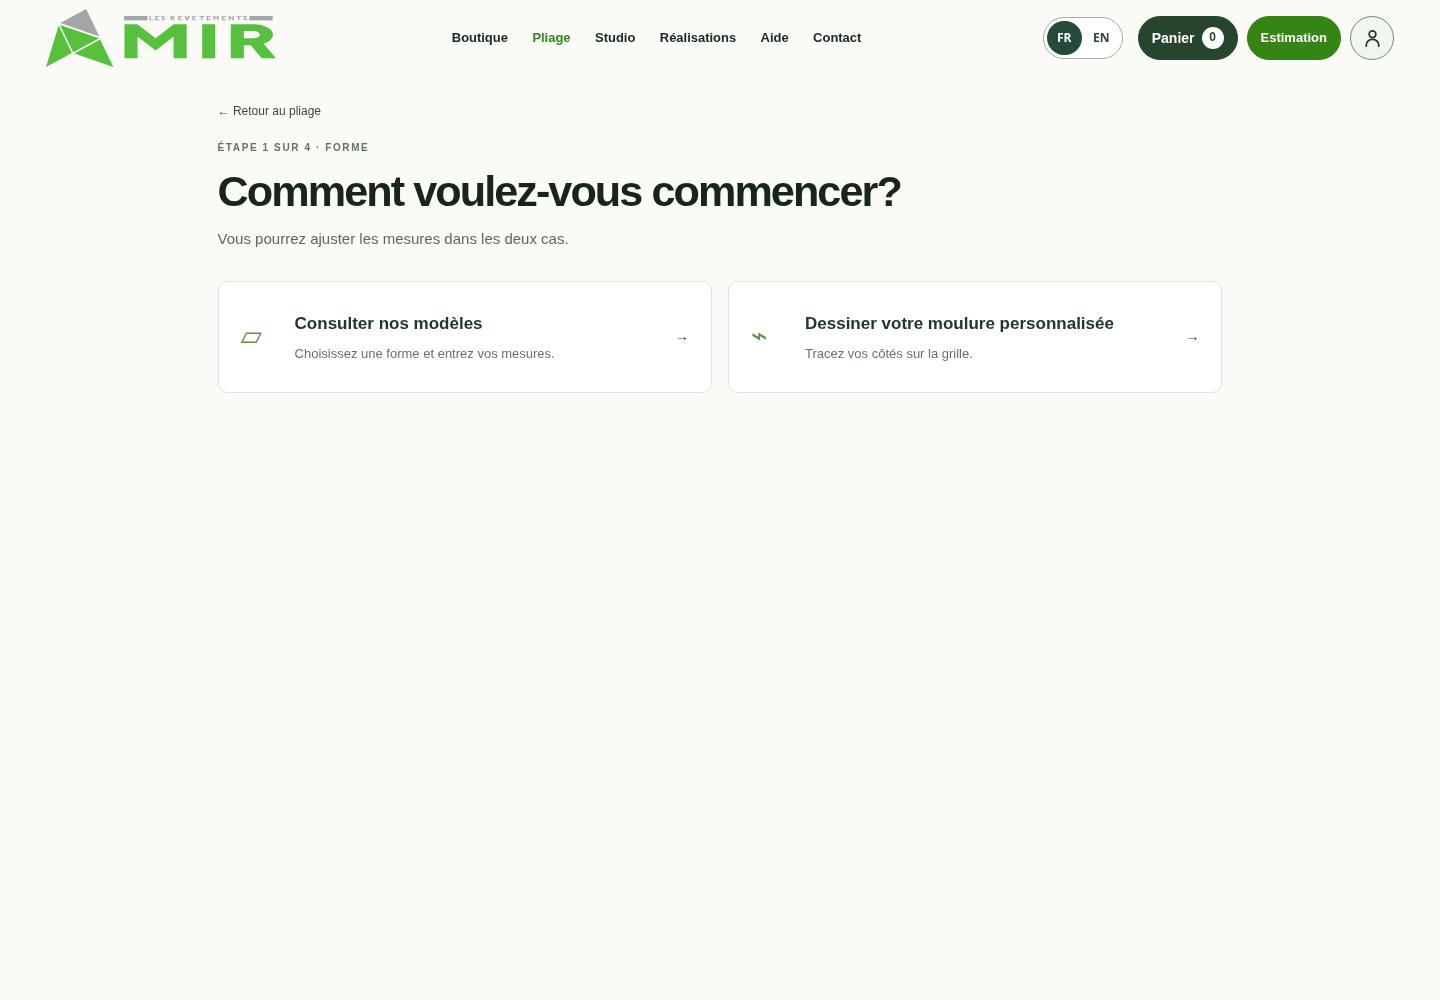 LES REVETEMENTS
MIR
Boutique Pliage Studio Réalisations Aide Contact
FR EN
Panier 0
Estimation
← Retour au pliage
ÉTAPE 1 SUR 4 · FORME
Comment voulez-vous commencer?
Vous pourrez ajuster les mesures dans les deux cas.
Consulter nos modèles
Choisissez une forme et entrez vos mesures.
→
Dessiner votre moulure personnalisée
Tracez vos côtés sur la grille.
→